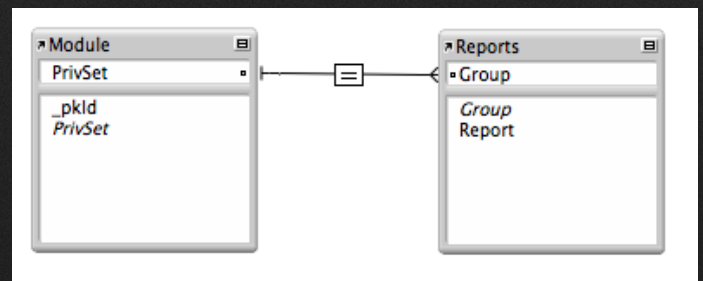 Module
PrivSet
_pkId
PrivSet
=
Reports
Group
Group
Report